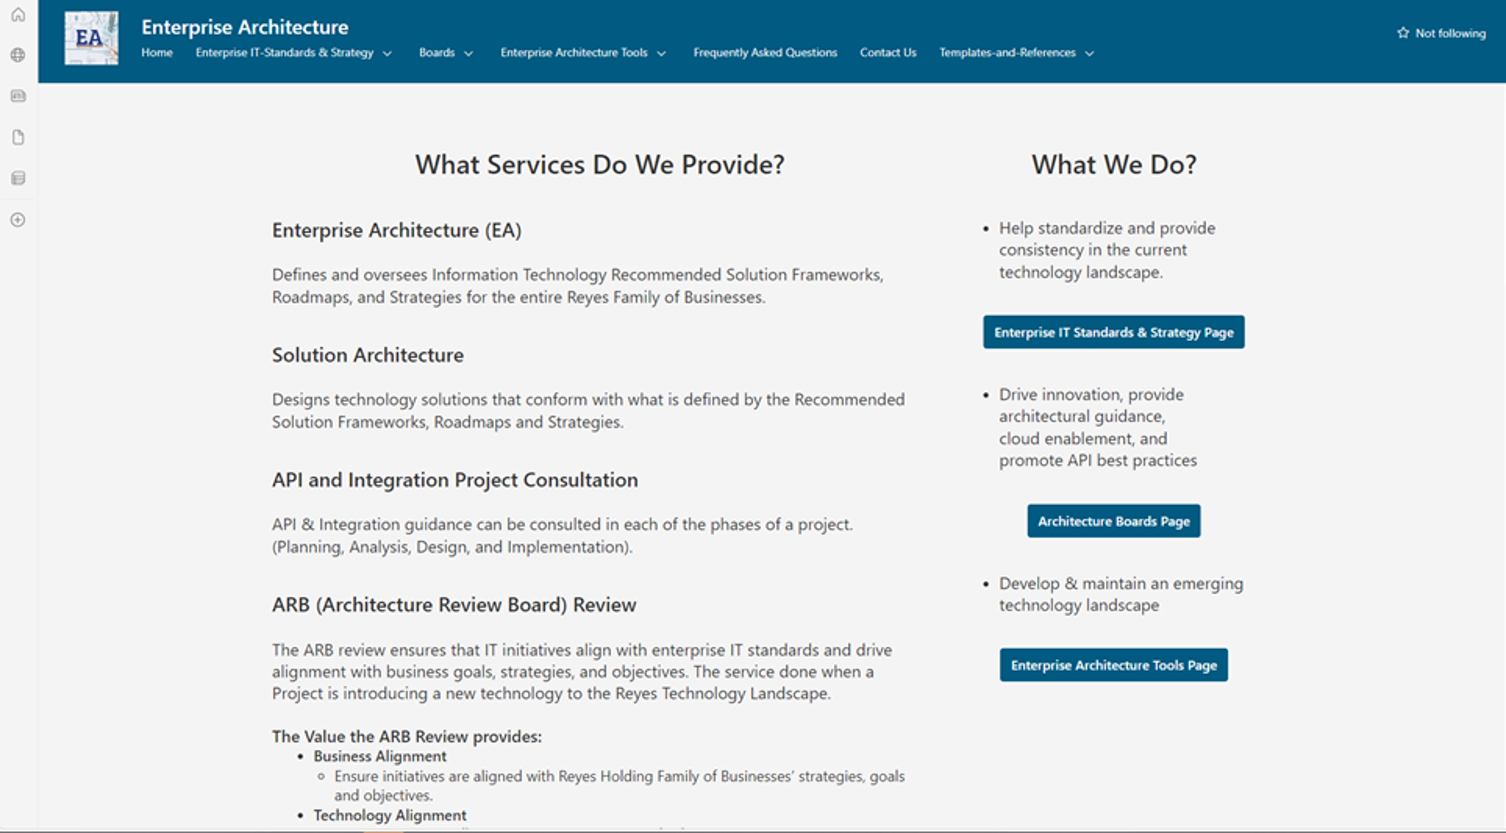 EA
Enterprise Architecture
Home Enterprise IT-Standards & Strategy Boards Enterprise Architecture Tools Frequently Asked Questions Contact Us Templates-and-References
Not following
What Services Do We Provide?
Enterprise Architecture (EA)
Defines and oversees Information Technology Recommended Solution Frameworks,
Roadmaps, and Strategies for the entire Reyes Family of Businesses.
Solution Architecture
Designs technology solutions that conform with what is defined by the Recommended
Solution Frameworks, Roadmaps and Strategies.
API and Integration Project Consultation
API & Integration guidance can be consulted in each of the phases of a project.
(Planning, Analysis, Design, and Implementation).
ARB (Architecture Review Board) Review
The ARB review ensures that IT initiatives align with enterprise IT standards and drive
alignment with business goals, strategies, and objectives. The service done when a
Project is introducing a new technology to the Reyes Technology Landscape.
The Value the ARB Review provides:
• Business Alignment
○ Ensure initiatives are aligned with Reyes Holding Family of Businesses' strategies, goals
and objectives.
• Technology Alignment
What We Do?
• Help standardize and provide
consistency in the current
technology landscape.
Enterprise IT Standards & Strategy Page
• Drive innovation, provide
architectural guidance,
cloud enablement, and
promote API best practices
Architecture Boards Page
• Develop & maintain an emerging
technology landscape
Enterprise Architecture Tools Page